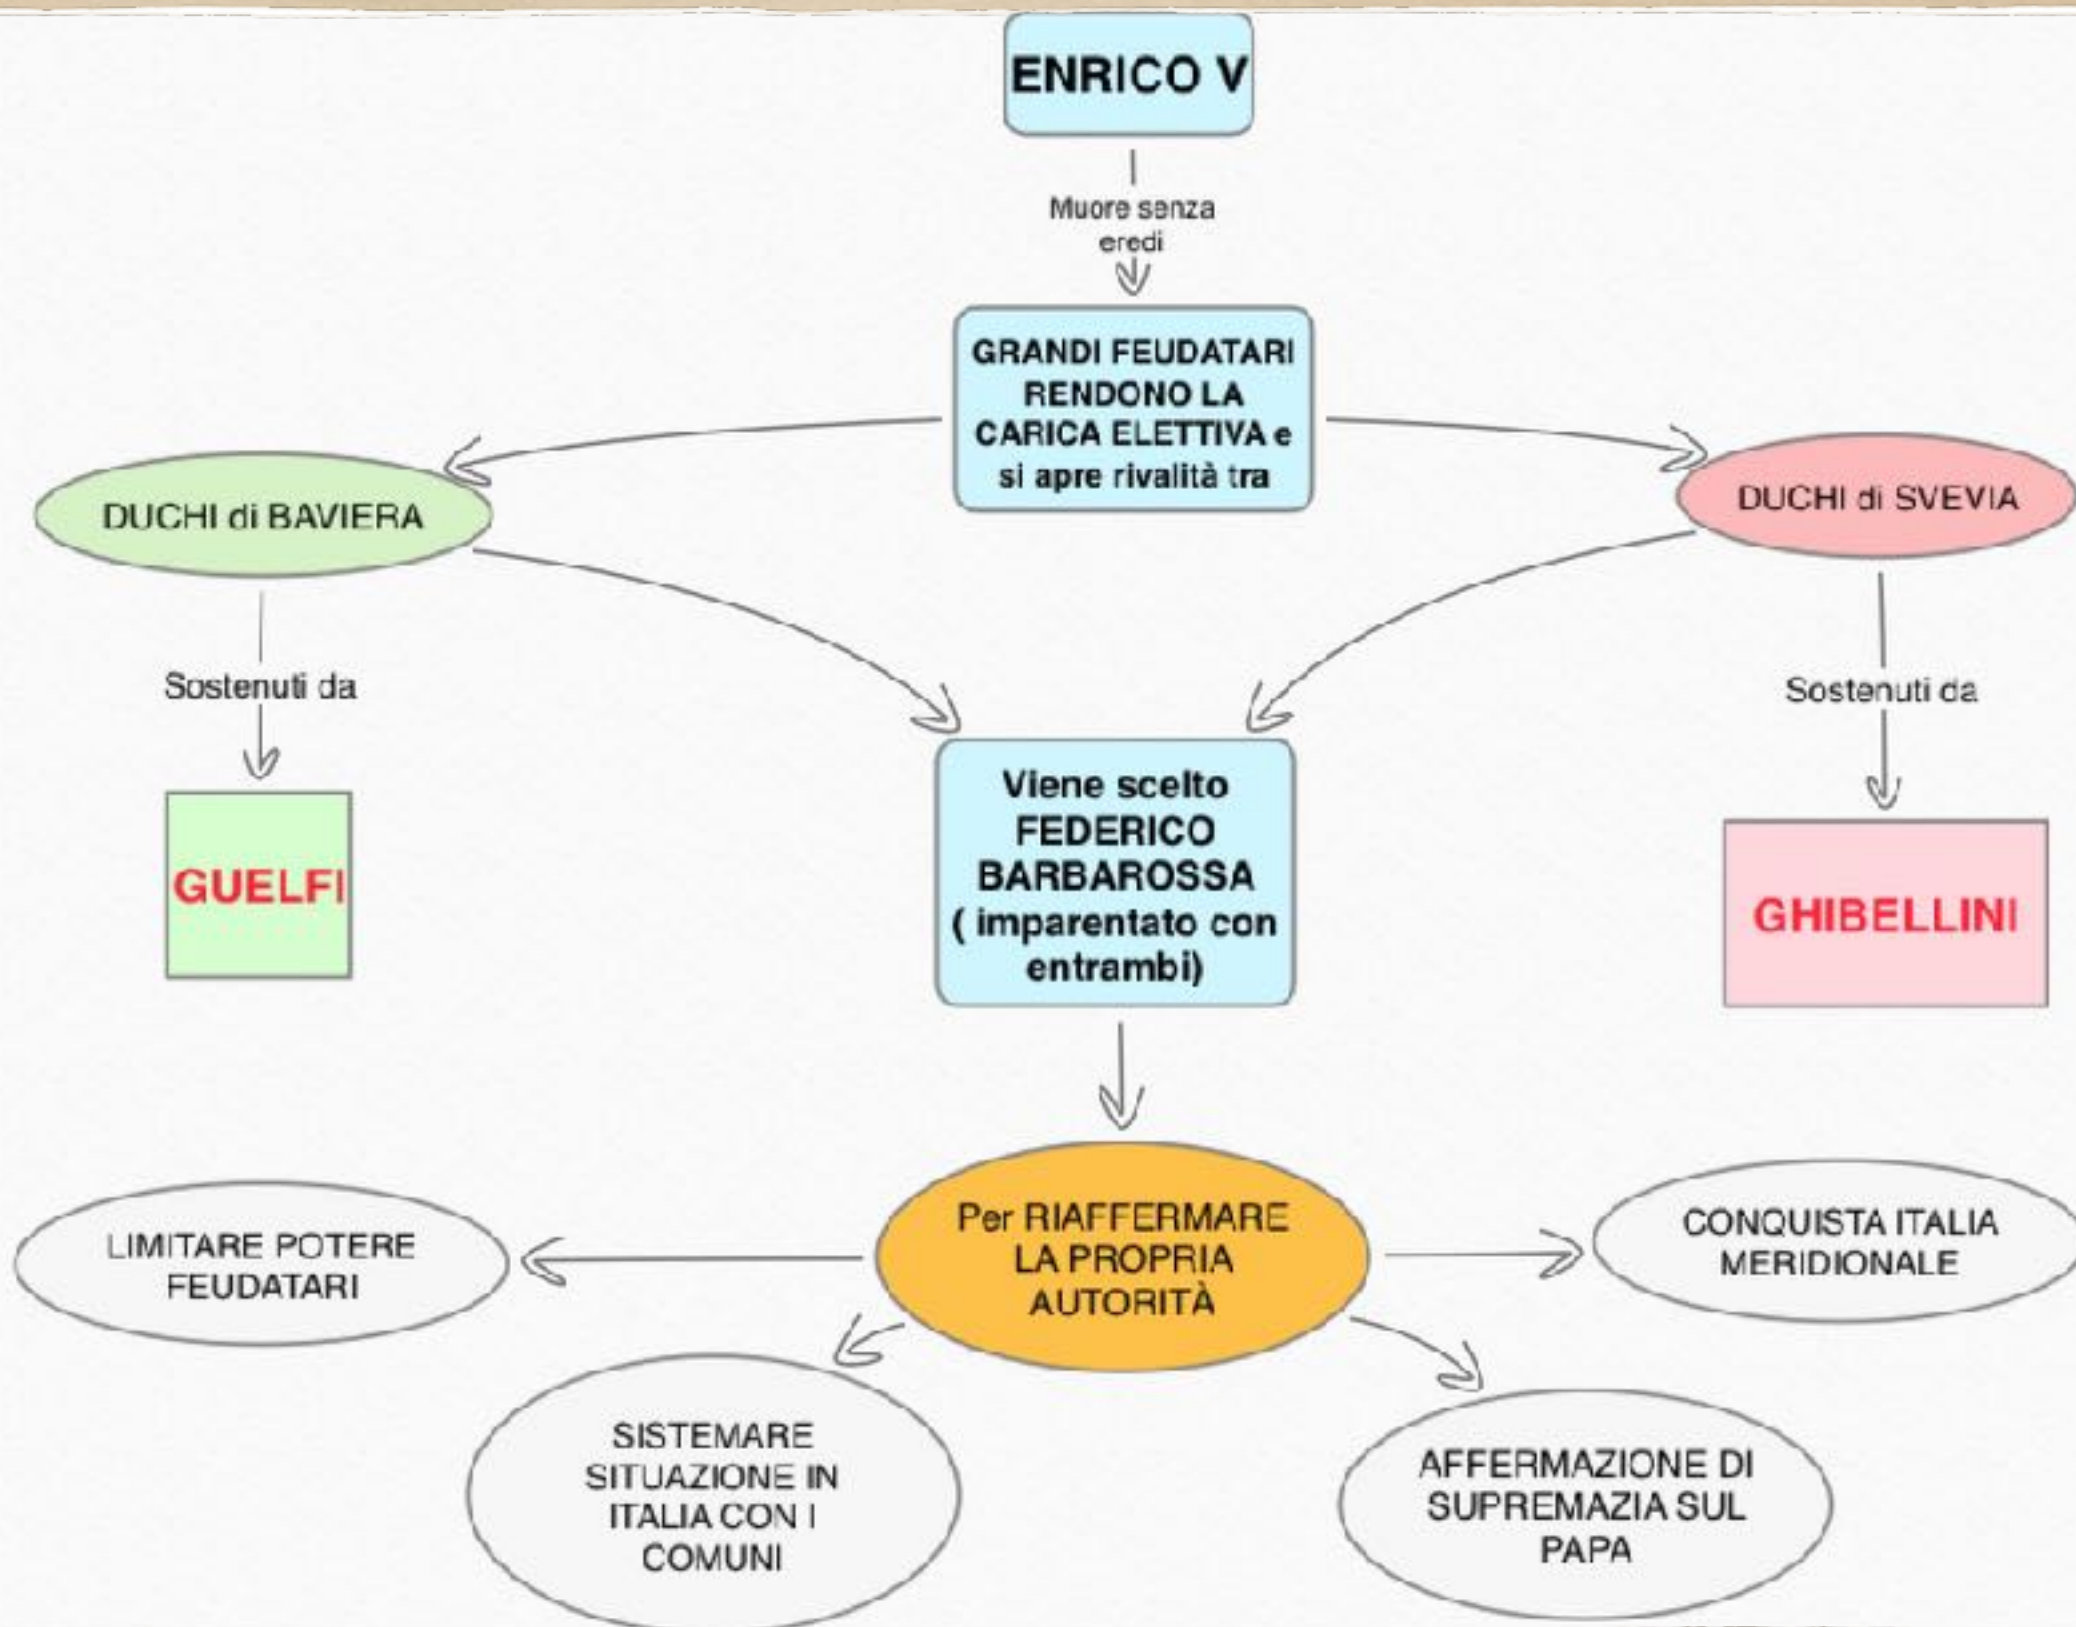 ENRICO V
Muore senza
eredi
GRANDI FEUDATARI
RENDONO LA
CARICA ELETTIVA e
si apre rivalità tra
DUCHI di BAVIERA
DUCHI di SVEVIA
Sostenuti da
Sostenuti da
GUELFI
Viene scelto
FEDERICO
BARBAROSSA
( imparentato con
entrambi)
GHIBELLINI
Per RIAFFERMARE
LA PROPRIA
AUTORITÀ
LIMITARE POTERE
FEUDATARI
CONQUISTA ITALIA
MERIDIONALE
SISTEMARE
SITUAZIONE IN
ITALIA CON I
COMUNI
AFFERMAZIONE DI
SUPREMAZIA SUL
PAPA